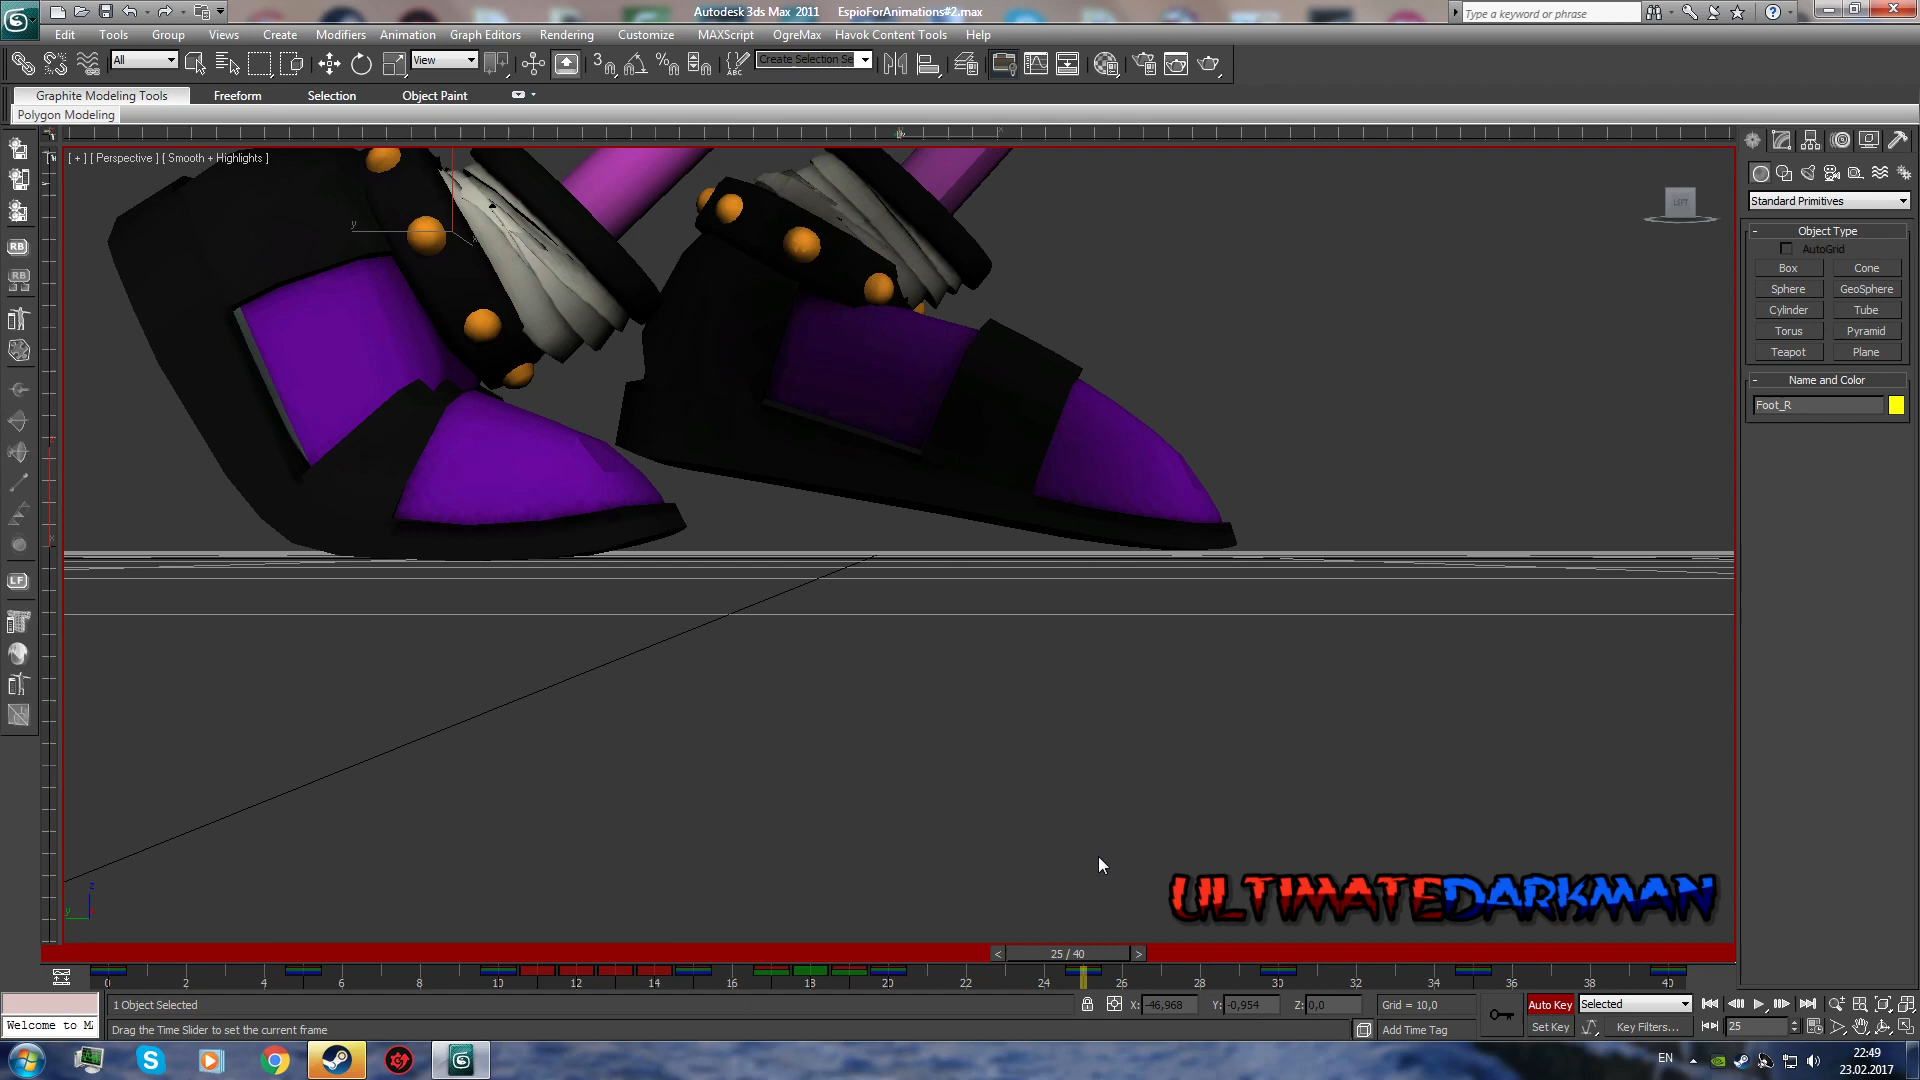 Autodesk 3ds Max 2011 EspioForAnimations#2.max
Type a keyword or phrase
Edit Tools Group Views Create Modifiers Animation Graph Editors Rendering Customize MAXScript OgreMax Havok Content Tools Help
All View Create Selection Se
Graphite Modeling Tools Freeform Selection Object Paint
Polygon Modeling
[ + ] [ Perspective ] [ Smooth + Highlights ]
LEFT
Standard Primitives
- Object Type
AutoGrid
Box Cone
Sphere GeoSphere
Cylinder Tube
Torus Pyramid
Teapot Plane
- Name and Color
Foot_R
RB
RB
LF
y
x
z
y
ULTIMATEDARKMAN
< 25 / 40 >
0 2 4 6 8 10 12 14 16 18 20 22 24 26 28 30 32 34 36 38 40
1 Object Selected X: -46,968 Y: -0,954 Z: 0,0 Grid = 10,0 Auto Key Selected
Welcome to MA
Drag the Time Slider to set the current frame Add Time Tag Set Key Key Filters... 25
EN 22:49
23.02.2017